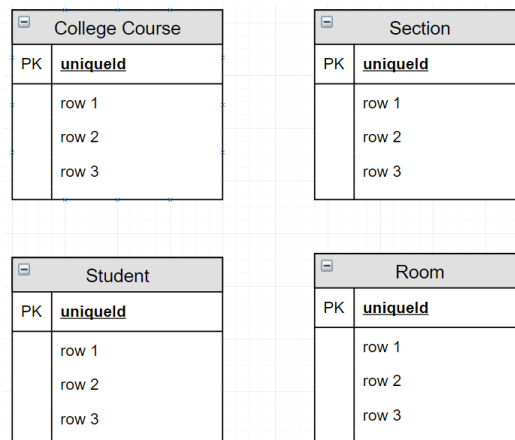 College Course
PK uniqueId
row 1
row 2
row 3
Section
PK uniqueId
row 1
row 2
row 3
Student
PK uniqueId
row 1
row 2
row 3
Room
PK uniqueId
row 1
row 2
row 3